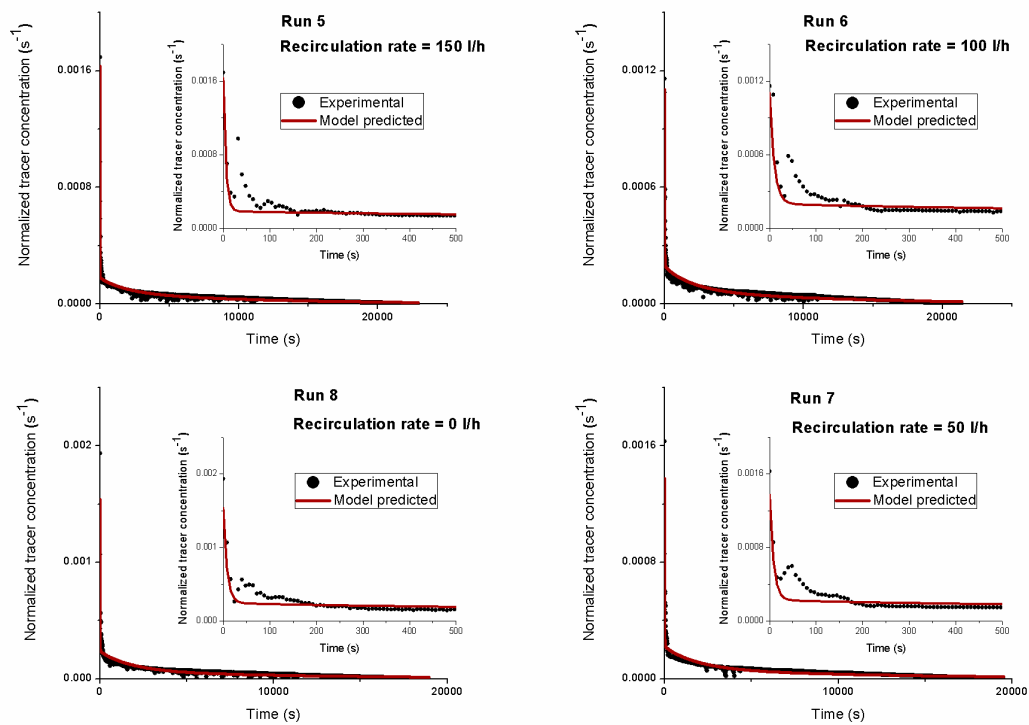 Run 5
Recirculation rate = 150 l/h
Normalized tracer concentration (s-1)
0.0016
0.0008
0.0000
10000
20000
Time (s)
Normalized tracer concentration (s-1)
0.0016
0.0008
0.0000
0
100
200
300
400
500
Time (s)
Experimental
Model predicted
Run 6
Recirculation rate = 100 l/h
Normalized tracer concentration (s-1)
0.0012
0.0006
0.0000
10000
20000
Time (s)
Normalized tracer concentration (s-1)
0.0012
0.0006
0.0000
0
100
200
300
400
500
Time (s)
Experimental
Model predicted
Run 8
Recirculation rate = 0 l/h
Normalized tracer concentration (s-1)
0.002
0.001
0.000
0
10000
20000
Time (s)
Normalized tracer concentration (s-1)
0.002
0.001
0.000
0
100
200
300
400
500
Time (s)
Experimental
Model predicted
Run 7
Recirculation rate = 50 l/h
Normalized tracer concentration (s-1)
0.0016
0.0008
0.0000
0
10000
20000
Time (s)
Normalized tracer concentration (s-1)
0.0016
0.0008
0.0000
0
100
200
300
400
500
Time (s)
Experimental
Model predicted